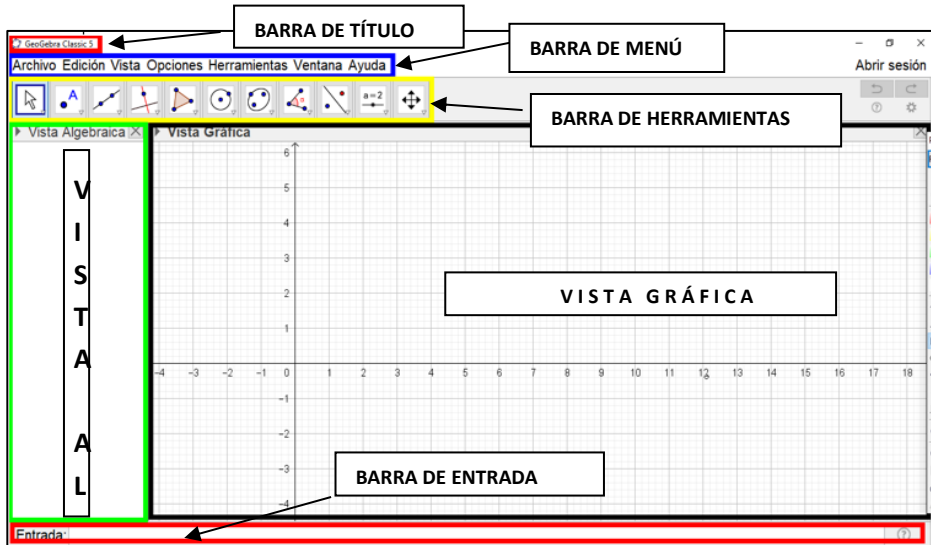 BARRA DE TÍTULO
GeoGebra Classic 5
BARRA DE MENÚ
Archivo Edición Vista Opciones Herramientas Ventana Ayuda
Abrir sesión
A
a=2
BARRA DE HERRAMIENTAS
Vista Algebraica
Vista Gráfica
V
I
S
T
A
A
L
6
5
4
3
2
1
VISTA GRÁFICA
-4 -3 -2 -1 0 1 2 3 4 5 6 7 8 9 10 11 12 13 14 15 16 17 18
-1
-2
-3
-4
BARRA DE ENTRADA
Entrada: